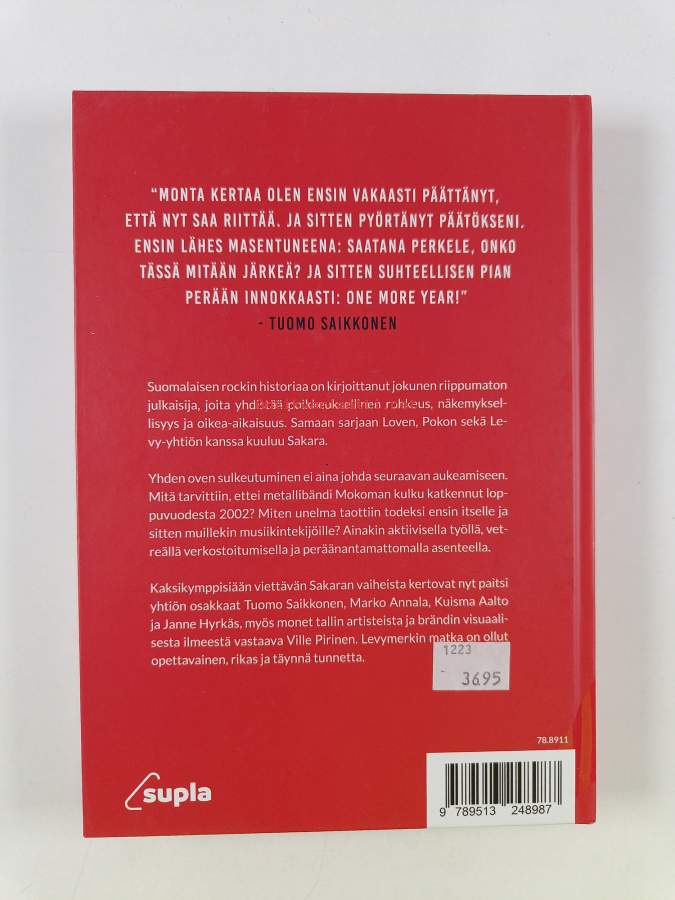 “MONTA KERTAA OLEN ENSIN VAKAASTI PÄÄTTÄNYT,
ETTÄ NYT SAA RIITTÄÄ. JA SITTEN PYÖRTÄNYT PÄÄTÖKSENI.
ENSIN LÄHES MASENTUNEENA: SAATANA PERKELE, ONKO
TÄSSÄ MITÄÄN JÄRKEÄ? JA SITTEN SUHTEELLISEN PIAN
PERÄÄN INNOKKAASTI: ONE MORE YEAR!”
- TUOMO SAIKKONEN
Suomalaisen rockin historiaa on kirjoittanut jokunen riippumaton
julkaisija, joita yhdistää poikkeuksellinen rohkeus, näkemyksel-
lisyys ja oikea-aikaisuus. Samaan sarjaan Loven, Pokon sekä Le-
vy-yhtiön kanssa kuuluu Sakara.
Yhden oven sulkeutuminen ei aina johda seuraavan aukeamiseen.
Mitä tarvittiin, ettei metallibändi Mokoman kulku katkennut lop-
puvuodesta 2002? Miten unelma taottiin todeksi ensin itselle ja
sitten muillekin musiikintekijöille? Ainakin aktiivisella työllä, vet-
reällä verkostoitumisella ja peräänantamattomalla asenteella.
Kaksikymppisiään viettävän Sakaran vaiheista kertovat nyt paitsi
yhtiön osakkaat Tuomo Saikkonen, Marko Annala, Kuisma Aalto
ja Janne Hyrkäs, myös monet tallin artisteista ja brändin visuaali-
sesta ilmeestä vastaava Ville Pirinen. Levymerkin matka on ollut
opettavainen, rikas ja täynnä tunnetta.
1223
- 36.95
78.8911
supla
9 789513 248987